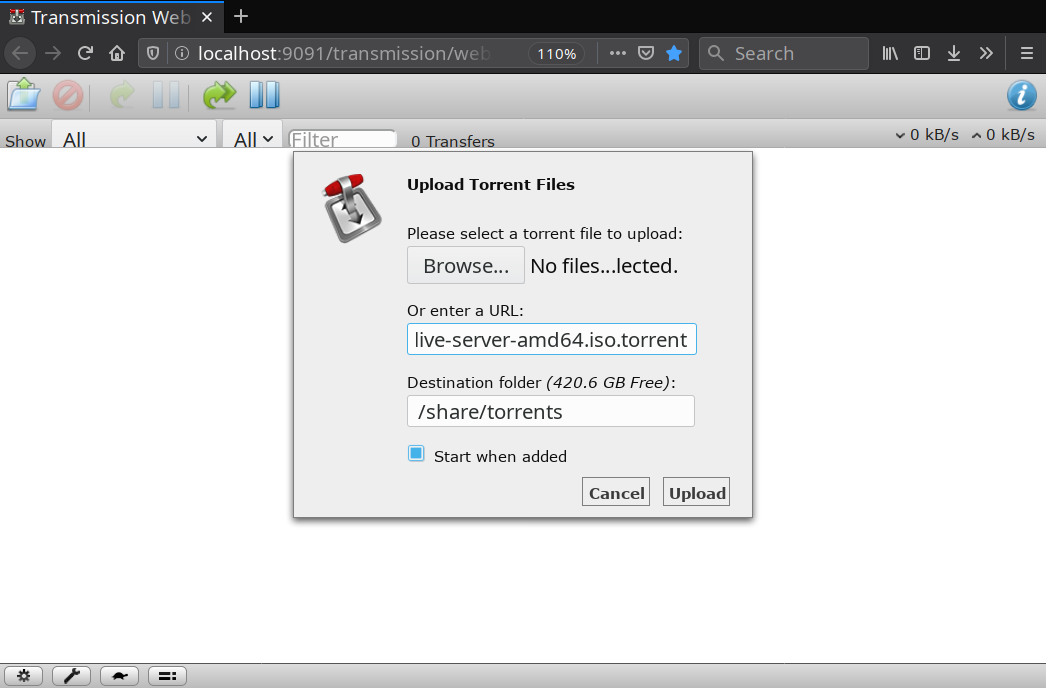 Transmission Web
localhost:9091/transmission/web
110%
Search
Show All All Filter 0 Transfers 0 kB/s 0 kB/s
Upload Torrent Files
Please select a torrent file to upload:
Browse... No files...lected.
Or enter a URL:
live-server-amd64.iso.torrent
Destination folder (420.6 GB Free):
/share/torrents
Start when added
Cancel Upload